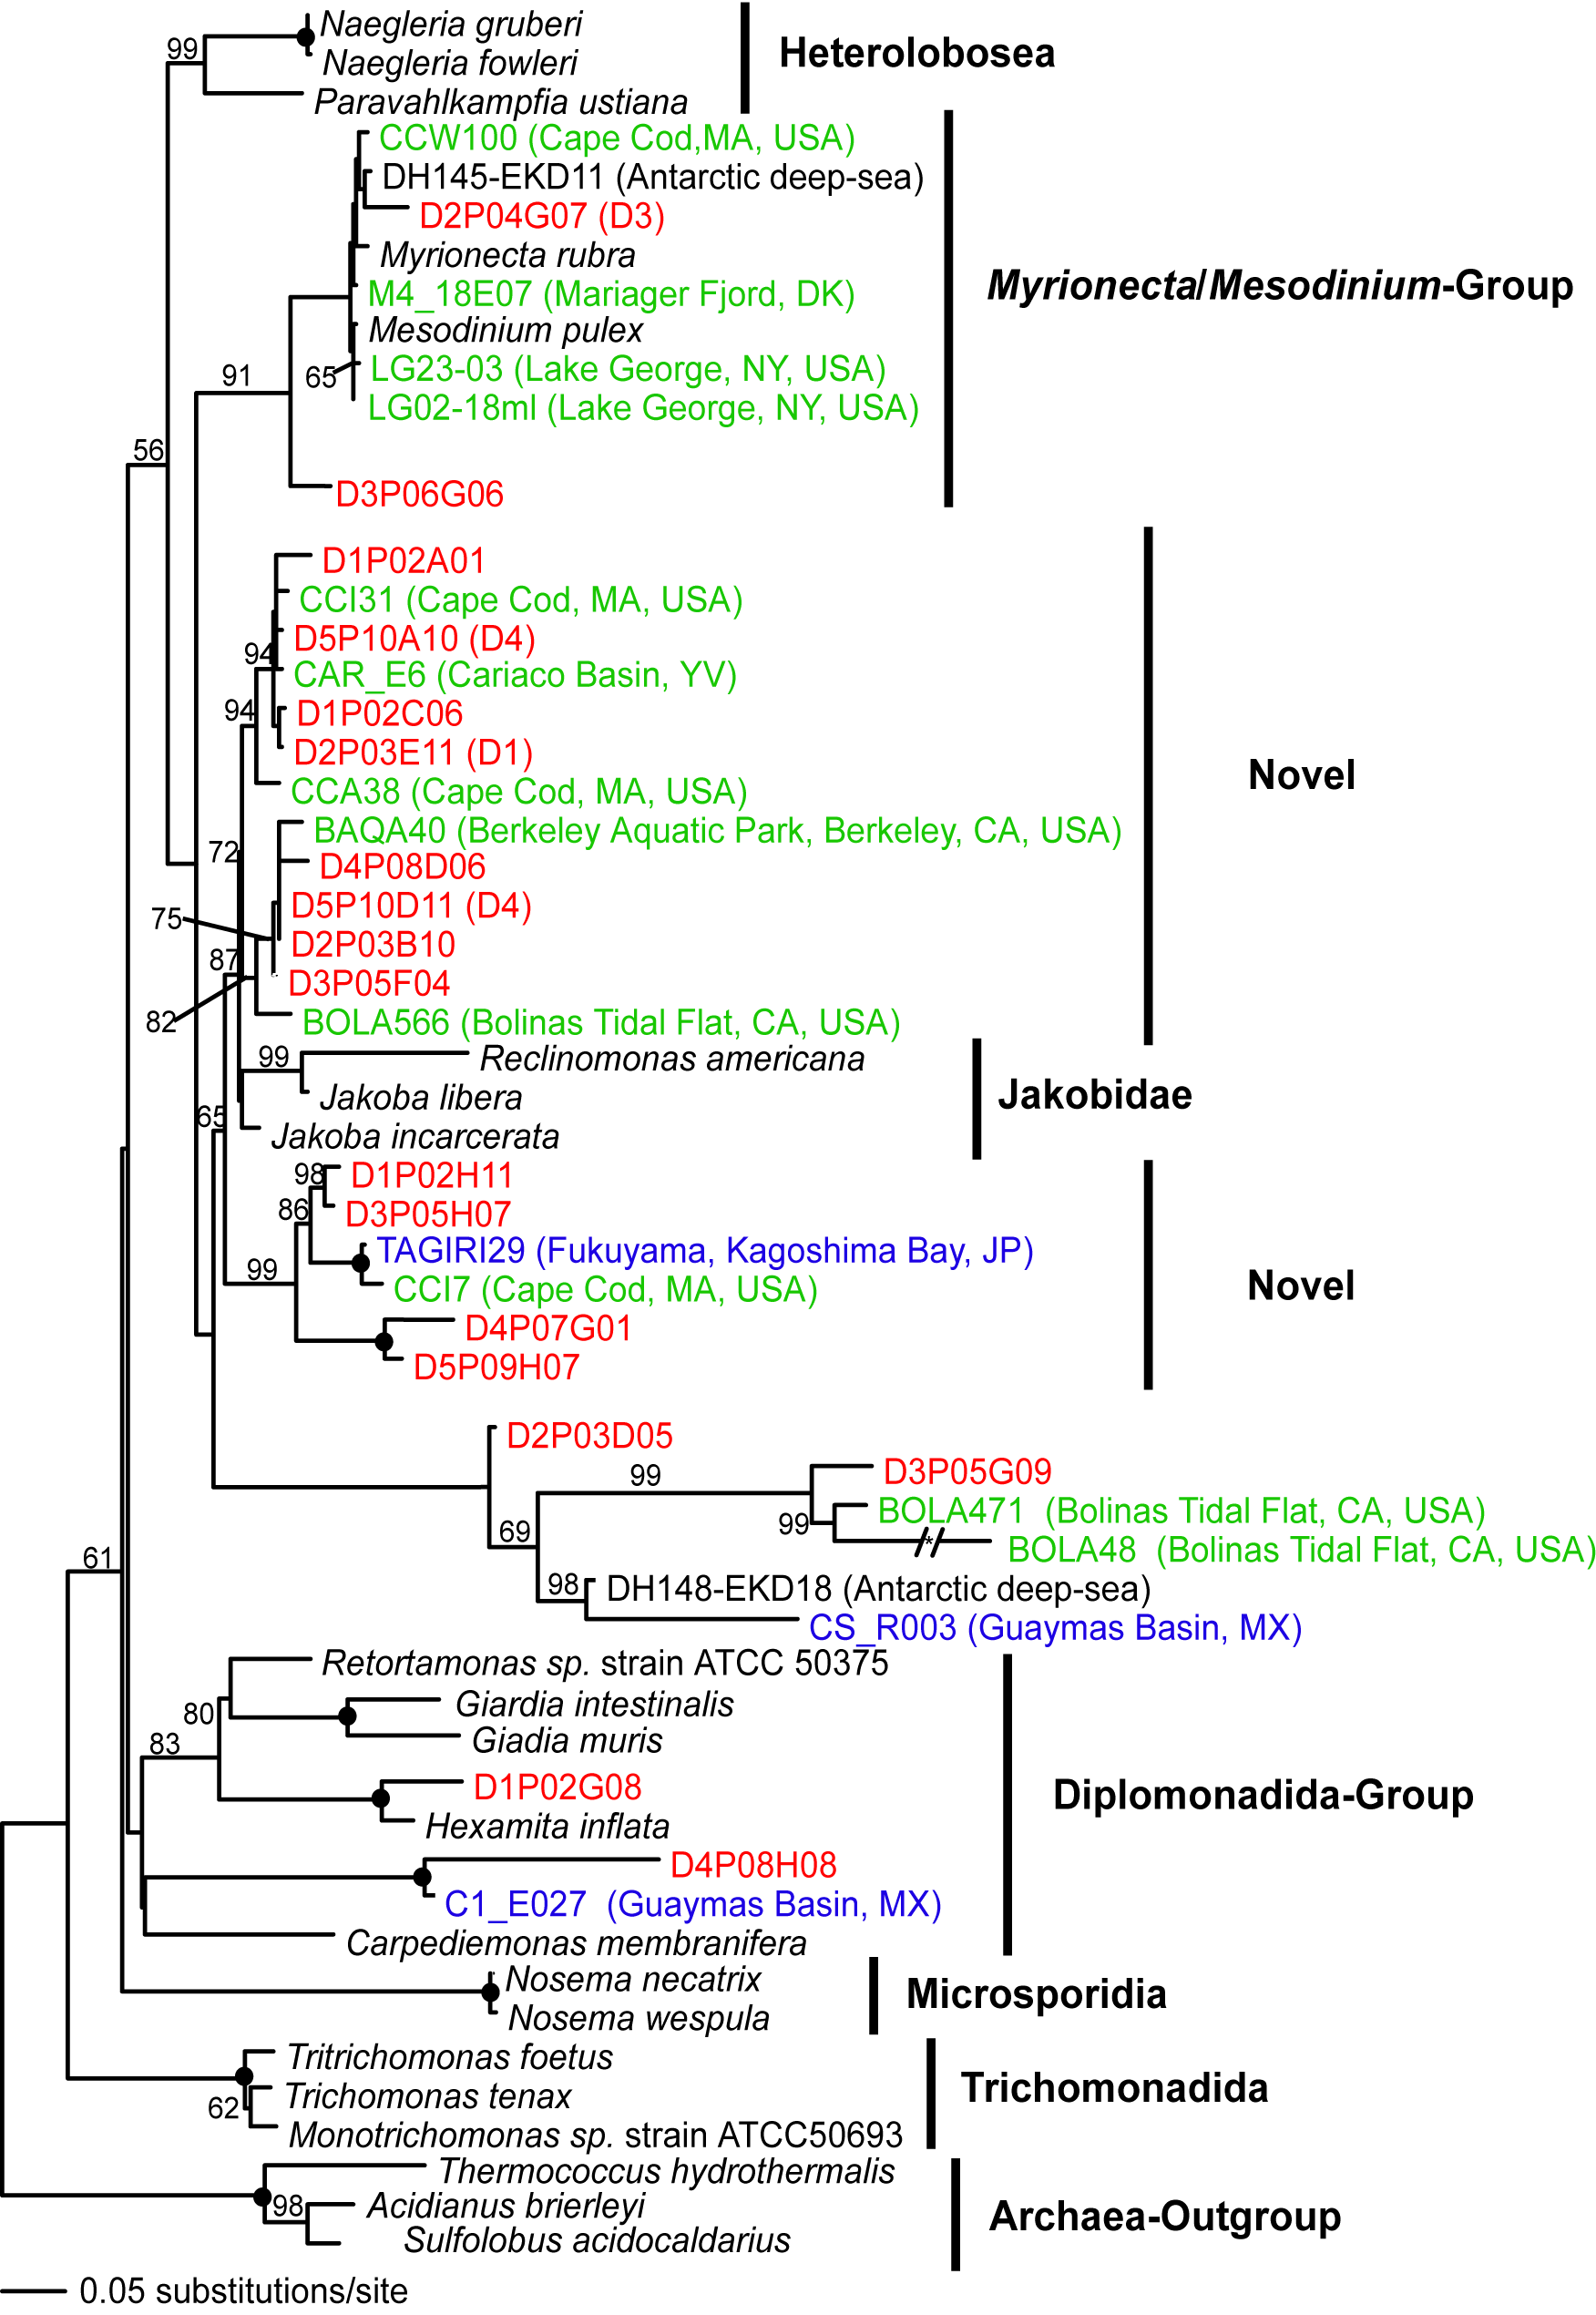 Naegleria gruberi
99
Heterolobosea
Naegleria fowleri
Paravahlkampfia ustiana
CCW100 (Cape Cod,MA, USA)
DH145-EKD11 (Antarctic deep-sea)
D2P04G07 (D3)
Myrionecta rubra
Myrionecta/Mesodinium-Group
M4_18E07 (Mariager Fjord, DK)
Mesodinium pulex
65
LG23-03 (Lake George, NY, USA)
91
LG02-18ml (Lake George, NY, USA)
56
D3P06G06
D1P02A01
CCI31 (Cape Cod, MA, USA)
D5P10A10 (D4)
94
CAR_E6 (Cariaco Basin, YV)
94
D1P02C06
D2P03E11 (D1)
Novel
CCA38 (Cape Cod, MA, USA)
BAQA40 (Berkeley Aquatic Park, Berkeley, CA, USA)
72
D4P08D06
D5P10D11 (D4)
75
D2P03B10
87
D3P05F04
82
BOLA566 (Bolinas Tidal Flat, CA, USA)
99
Reclinomonas americana
Jakoba libera
Jakobidae
65
Jakoba incarcerata
98
D1P02H11
86
D3P05H07
TAGIRI29 (Fukuyama, Kagoshima Bay, JP)
99
CCI7 (Cape Cod, MA, USA)
Novel
D4P07G01
D5P09H07
D2P03D05
99
D3P05G09
BOLA471 (Bolinas Tidal Flat, CA, USA)
99
*
69
BOLA48 (Bolinas Tidal Flat, CA, USA)
61
98
DH148-EKD18 (Antarctic deep-sea)
CS_R003 (Guaymas Basin, MX)
Retortamonas sp. strain ATCC 50375
Giardia intestinalis
80
Giadia muris
83
D1P02G08
Diplomonadida-Group
Hexamita inflata
D4P08H08
C1_E027 (Guaymas Basin, MX)
Carpediemonas membranifera
Nosema necatrix
Microsporidia
Nosema wespula
Tritrichomonas foetus
Trichomonas tenax
Trichomonadida
62
Monotrichomonas sp. strain ATCC50693
Thermococcus hydrothermalis
98
Acidianus brierleyi
Archaea-Outgroup
Sulfolobus acidocaldarius
0.05 substitutions/site